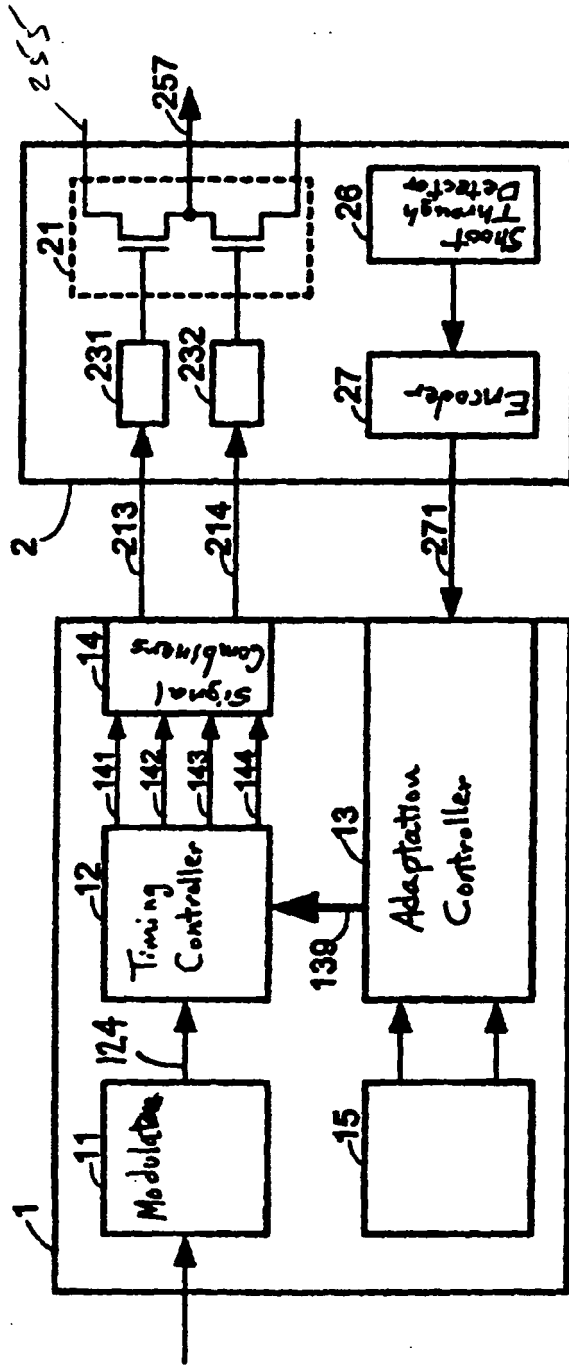 1
11
Modulator
124
12
Timing
Controller
141
142
143
144
14
Signal
Combiners
213
214
2
231
232
21
255
257
15
139
13
Adaptation
Controller
271
27
Encoder
26
Shoot
Through
Detector